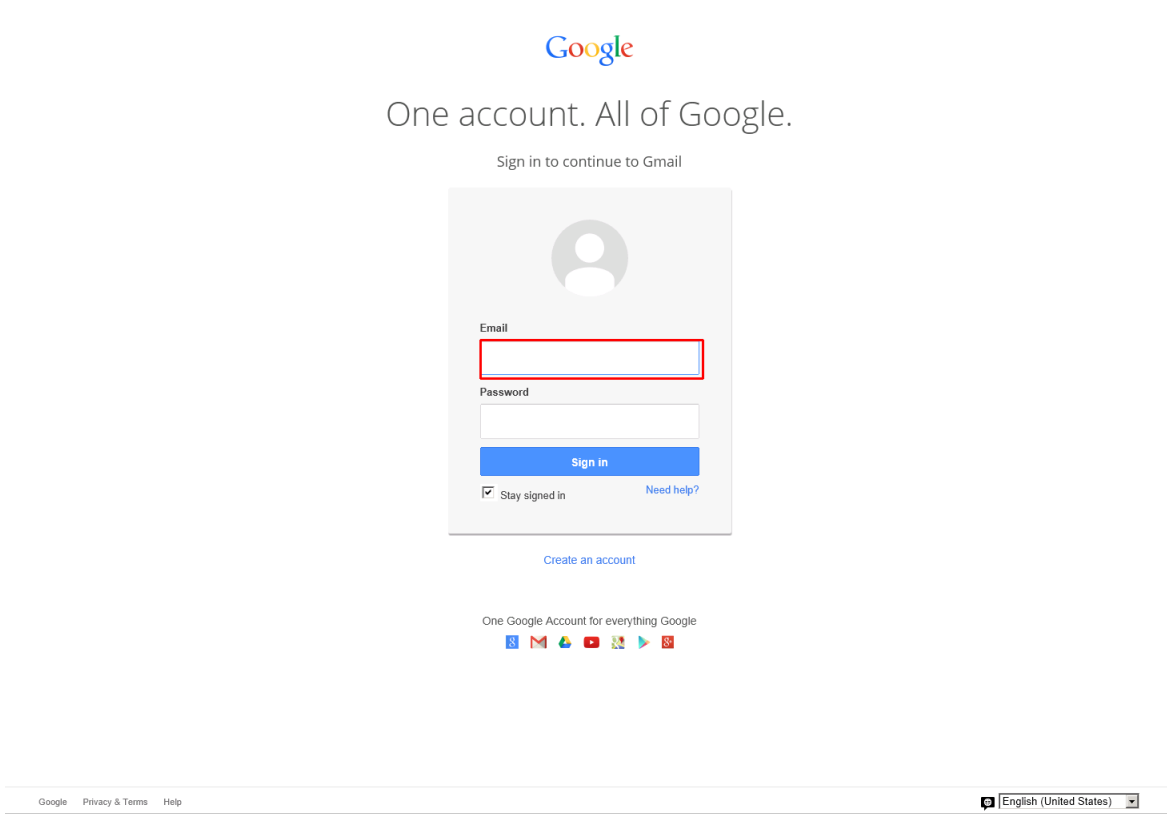 Google
One account. All of Google.
Sign in to continue to Gmail
Email
Password
Sign in
Stay signed in Need help?
Create an account
One Google Account for everything Google
Google Privacy & Terms Help English (United States)